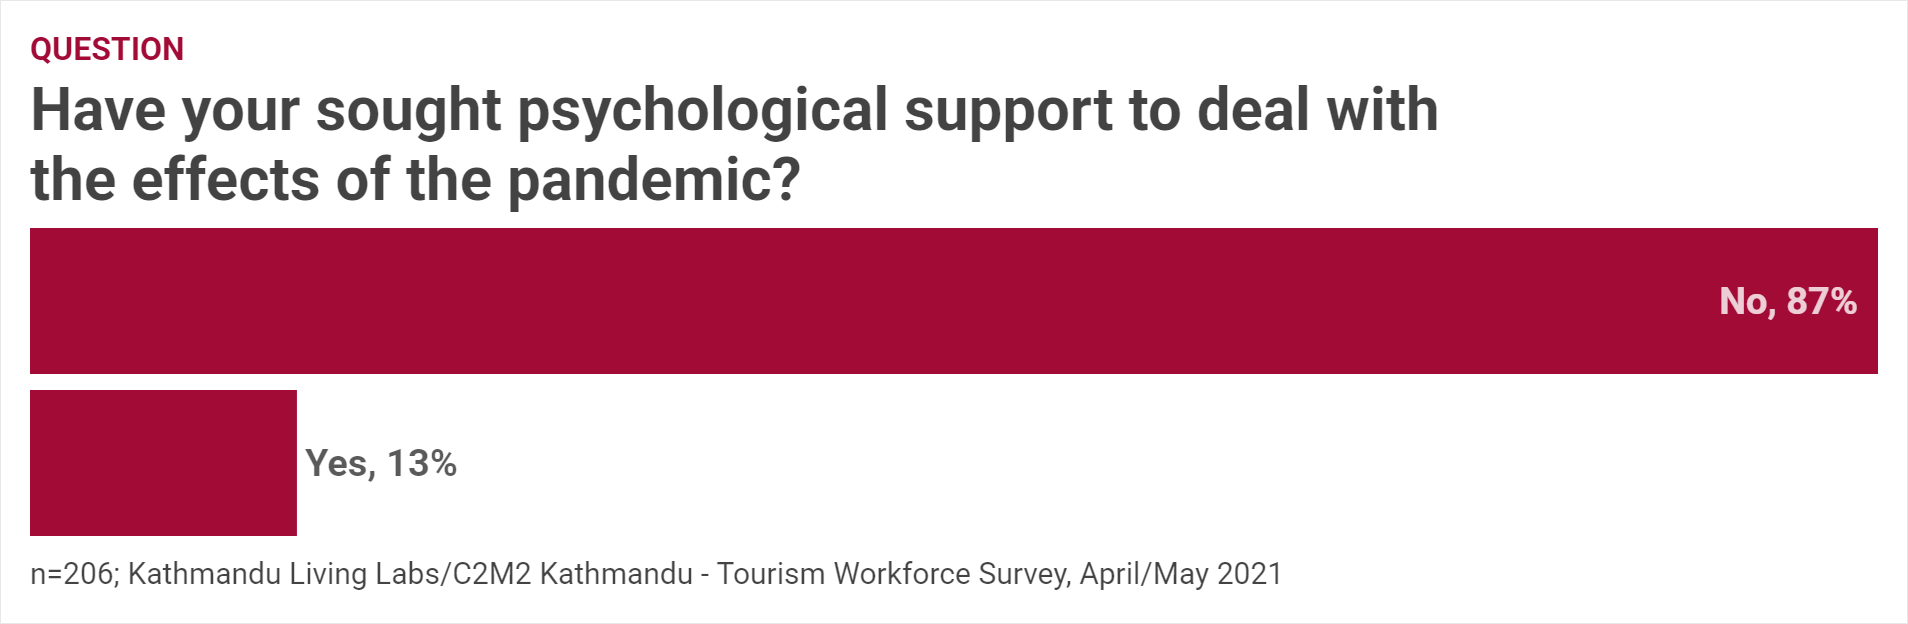 QUESTION
Have your sought psychological support to deal with
the effects of the pandemic?
No, 87%
Yes, 13%
n=206; Kathmandu Living Labs/C2M2 Kathmandu - Tourism Workforce Survey, April/May 2021